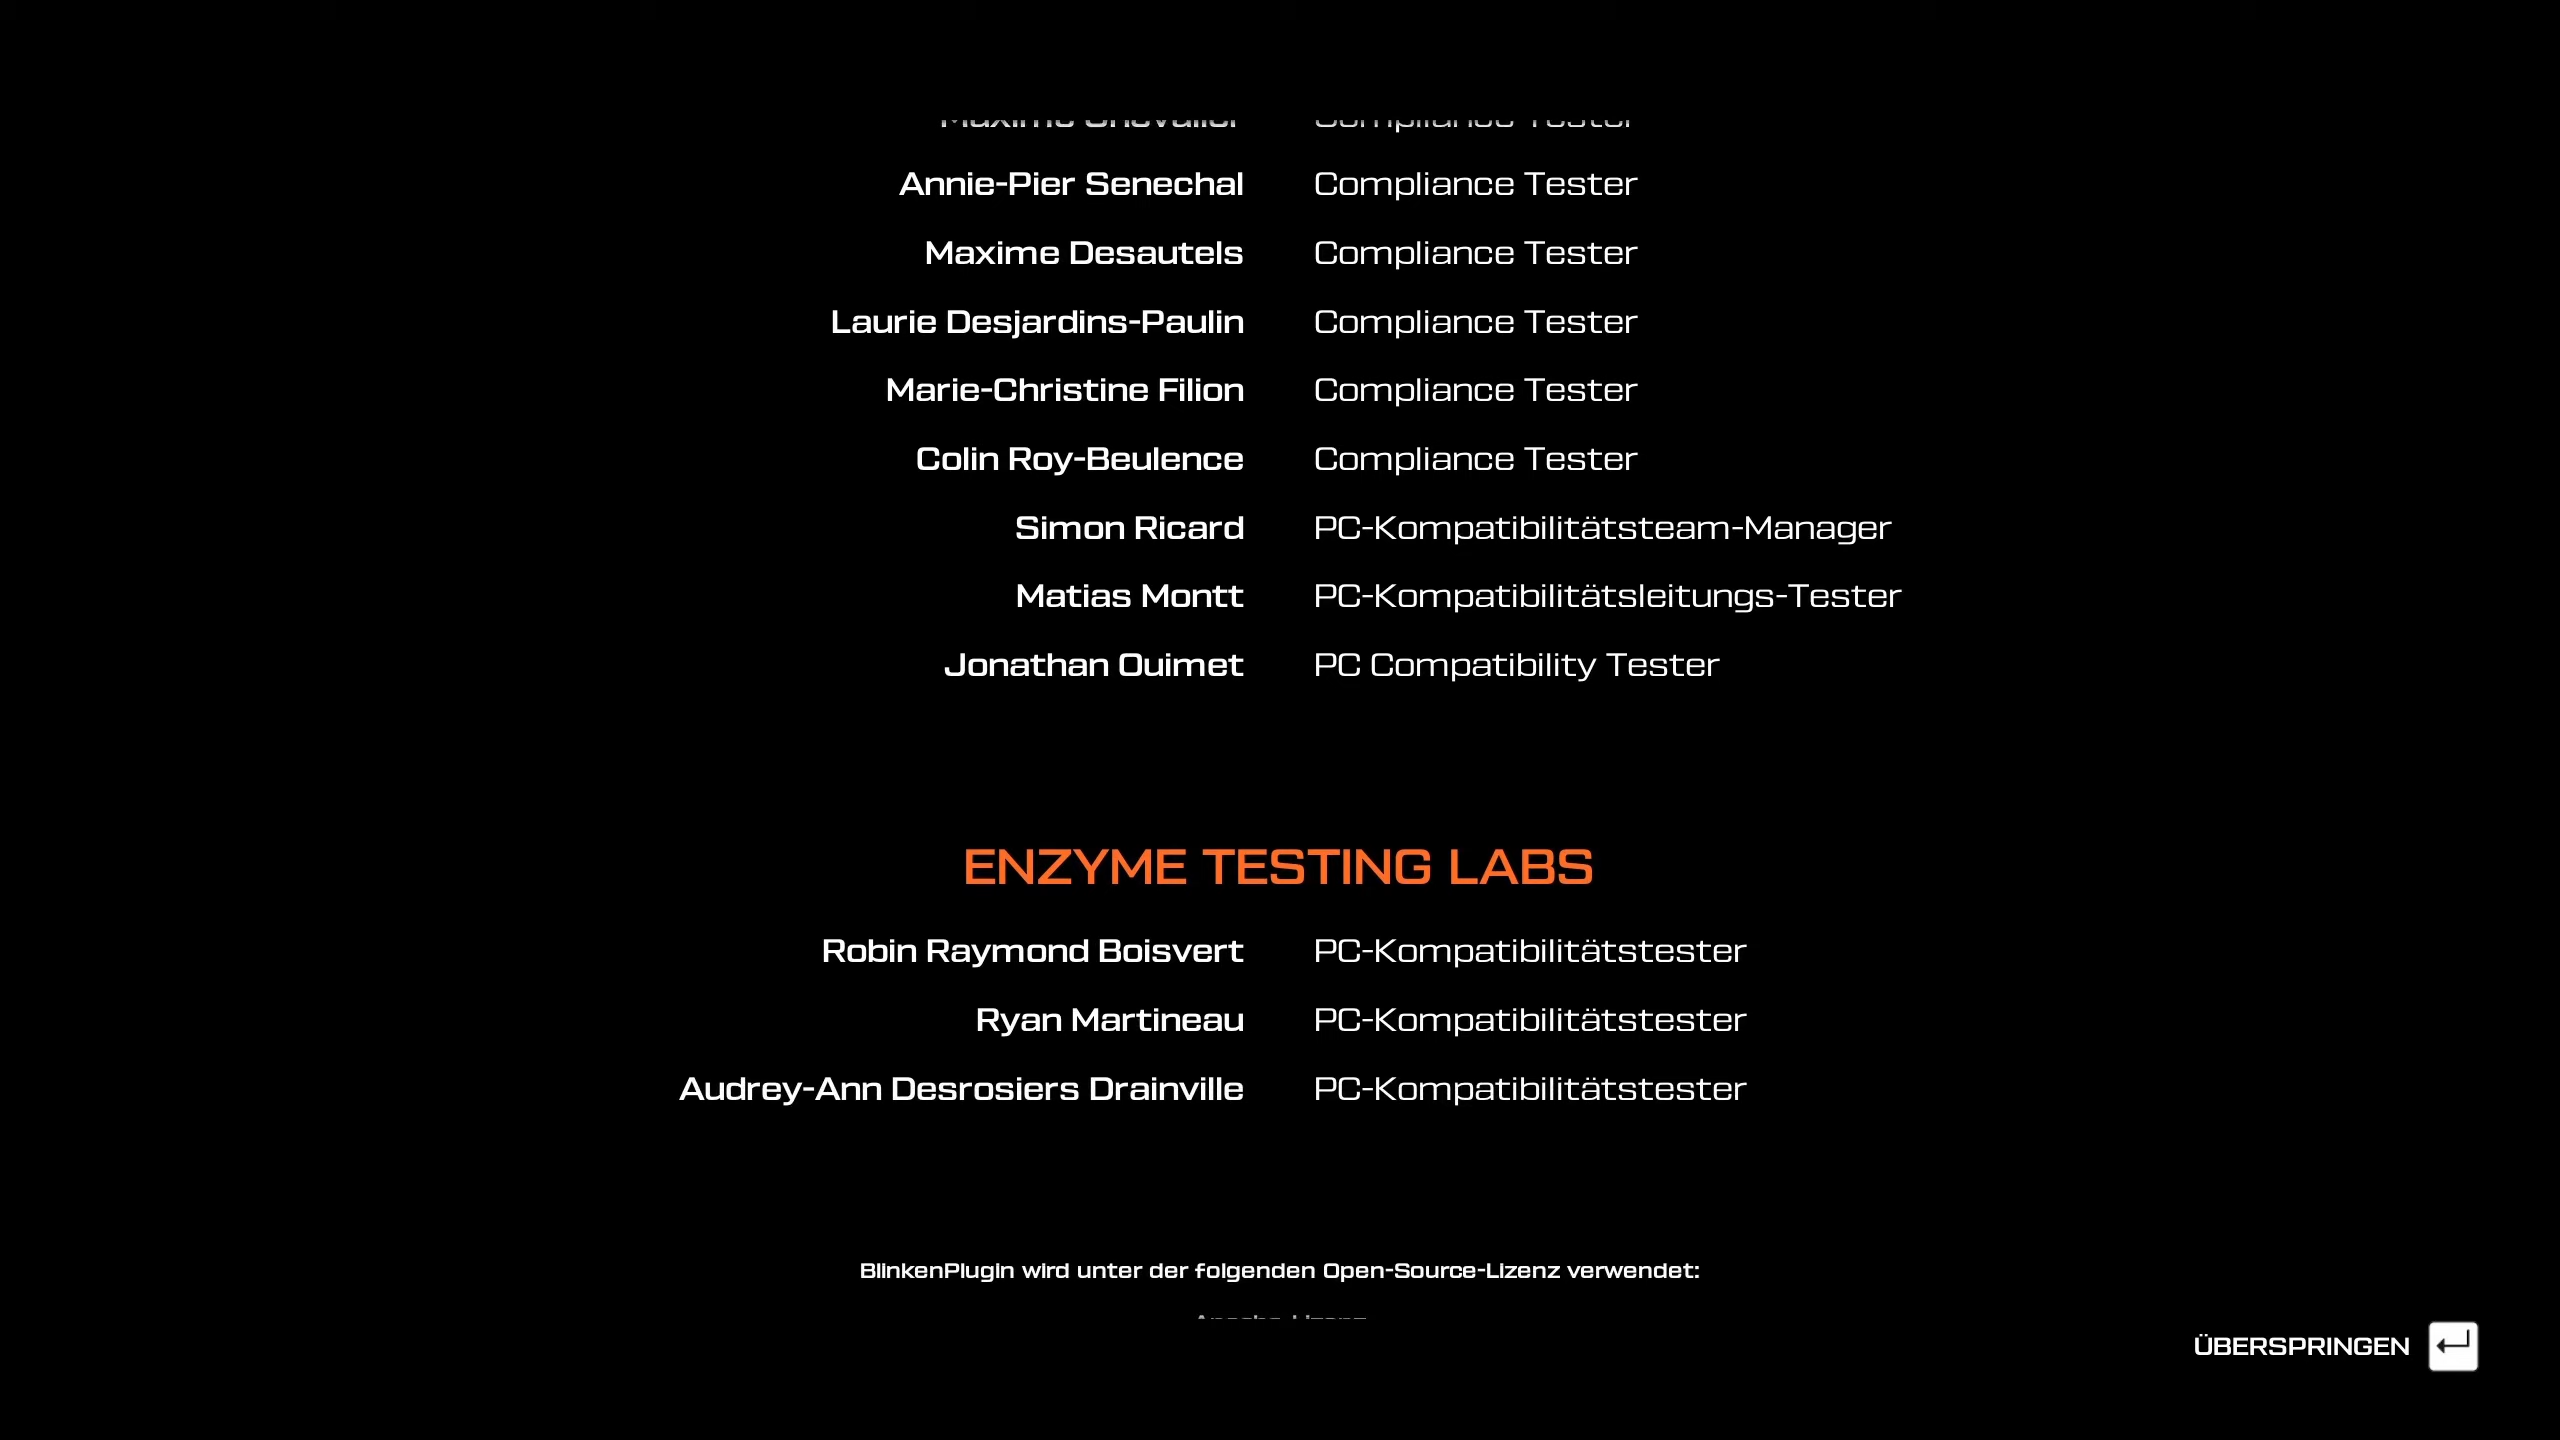 Annie-Pier Senechal Compliance Tester
Maxime Desautels Compliance Tester
Laurie Desjardins-Paulin Compliance Tester
Marie-Christine Filion Compliance Tester
Colin Roy-Beulence Compliance Tester
Simon Ricard PC-Kompatibilitätsteam-Manager
Matias Montt PC-Kompatibilitätsleitungs-Tester
Jonathan Ouimet PC Compatibility Tester
ENZYME TESTING LABS
Robin Raymond Boisvert PC-Kompatibilitätstester
Ryan Martineau PC-Kompatibilitätstester
Audrey-Ann Desrosiers Drainville PC-Kompatibilitätstester
BlinkenPlugin wird unter der folgenden Open-Source-Lizenz verwendet:
ÜBERSPRINGEN